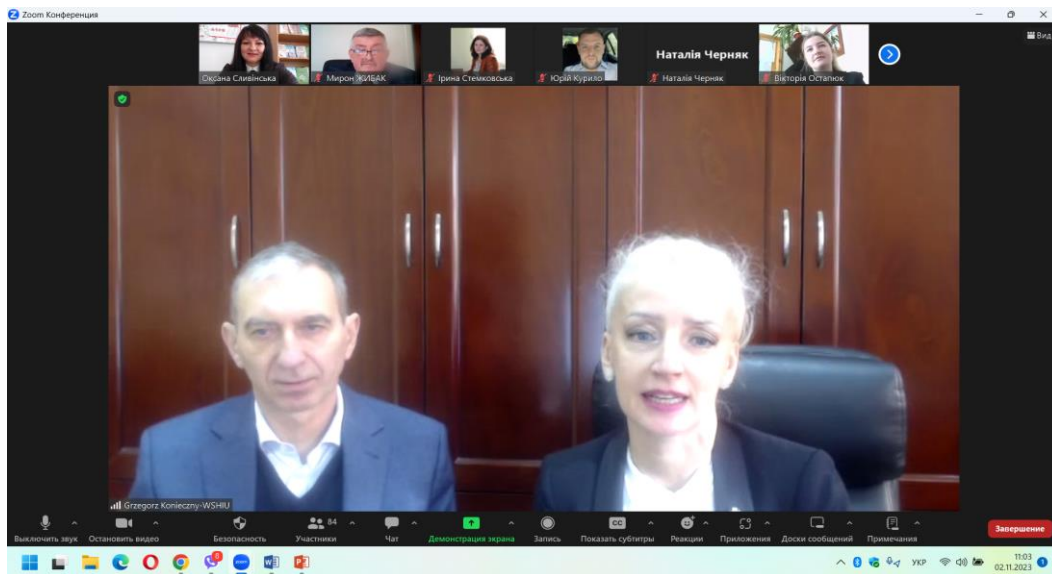 Zoom Конференция
Вид
Оксана Сливінська
Мирон ЖИБАК
Ірина Стемковська
Юрій Курило
Наталія Черняк
Наталія Черняк
Вікторія Остапюк
Grzegorz Konieczny-WSHIU
84
CC
Выключить звук
Остановить видео
Безопасность
Участники
Чат
Демонстрация экрана
Запись
Показать субтитры
Реакции
Приложения
Доски сообщений
Примечания
Завершение
УКР
11:03
02.11.2023